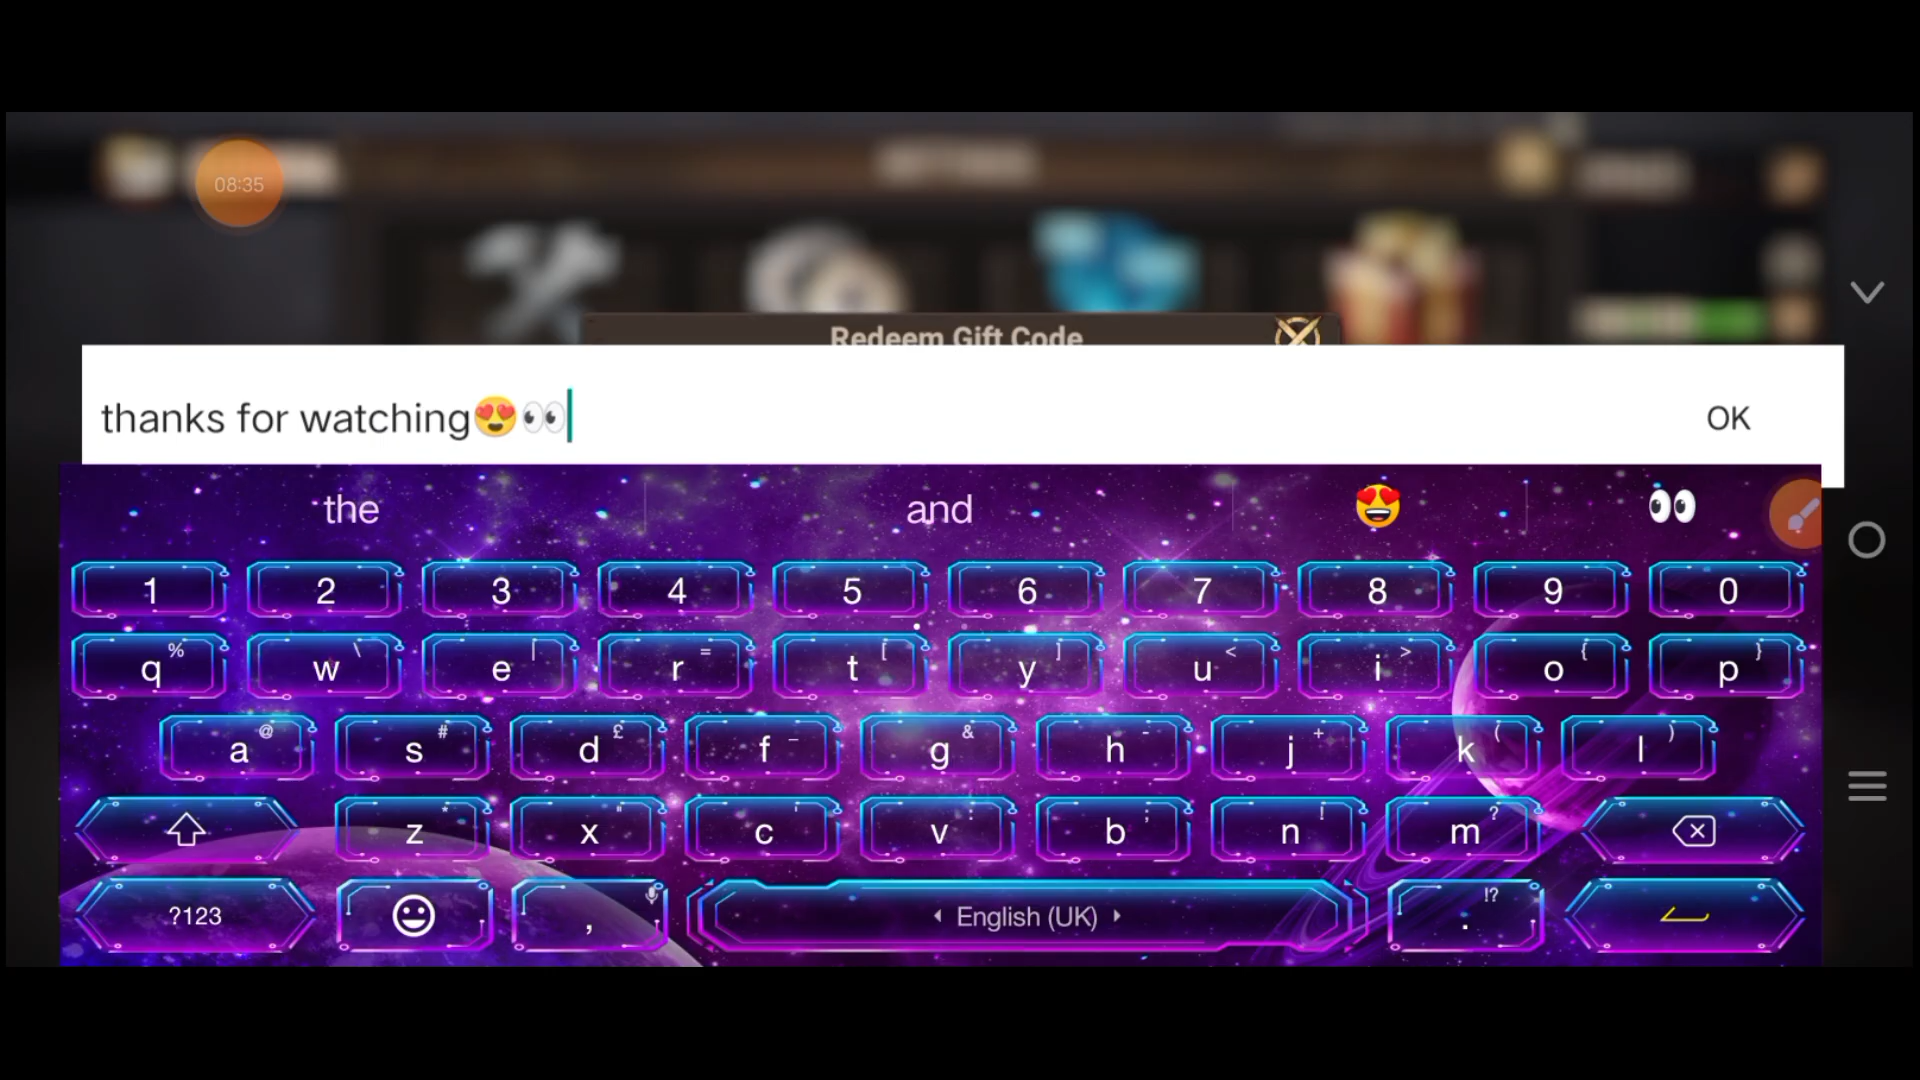 08:35
Redeem Gift Code
thanks for watching😍👀
OK
the and 😍 👀
1 2 3 4 5 6 7 8 9 0
q % w \ e | r = t [ y ] u < i > o { p }
a @ s # d £ f _ g & h - j + k ( l )
z * x " c ' v : b ; n ! m ?
?123 , English (UK) . !?